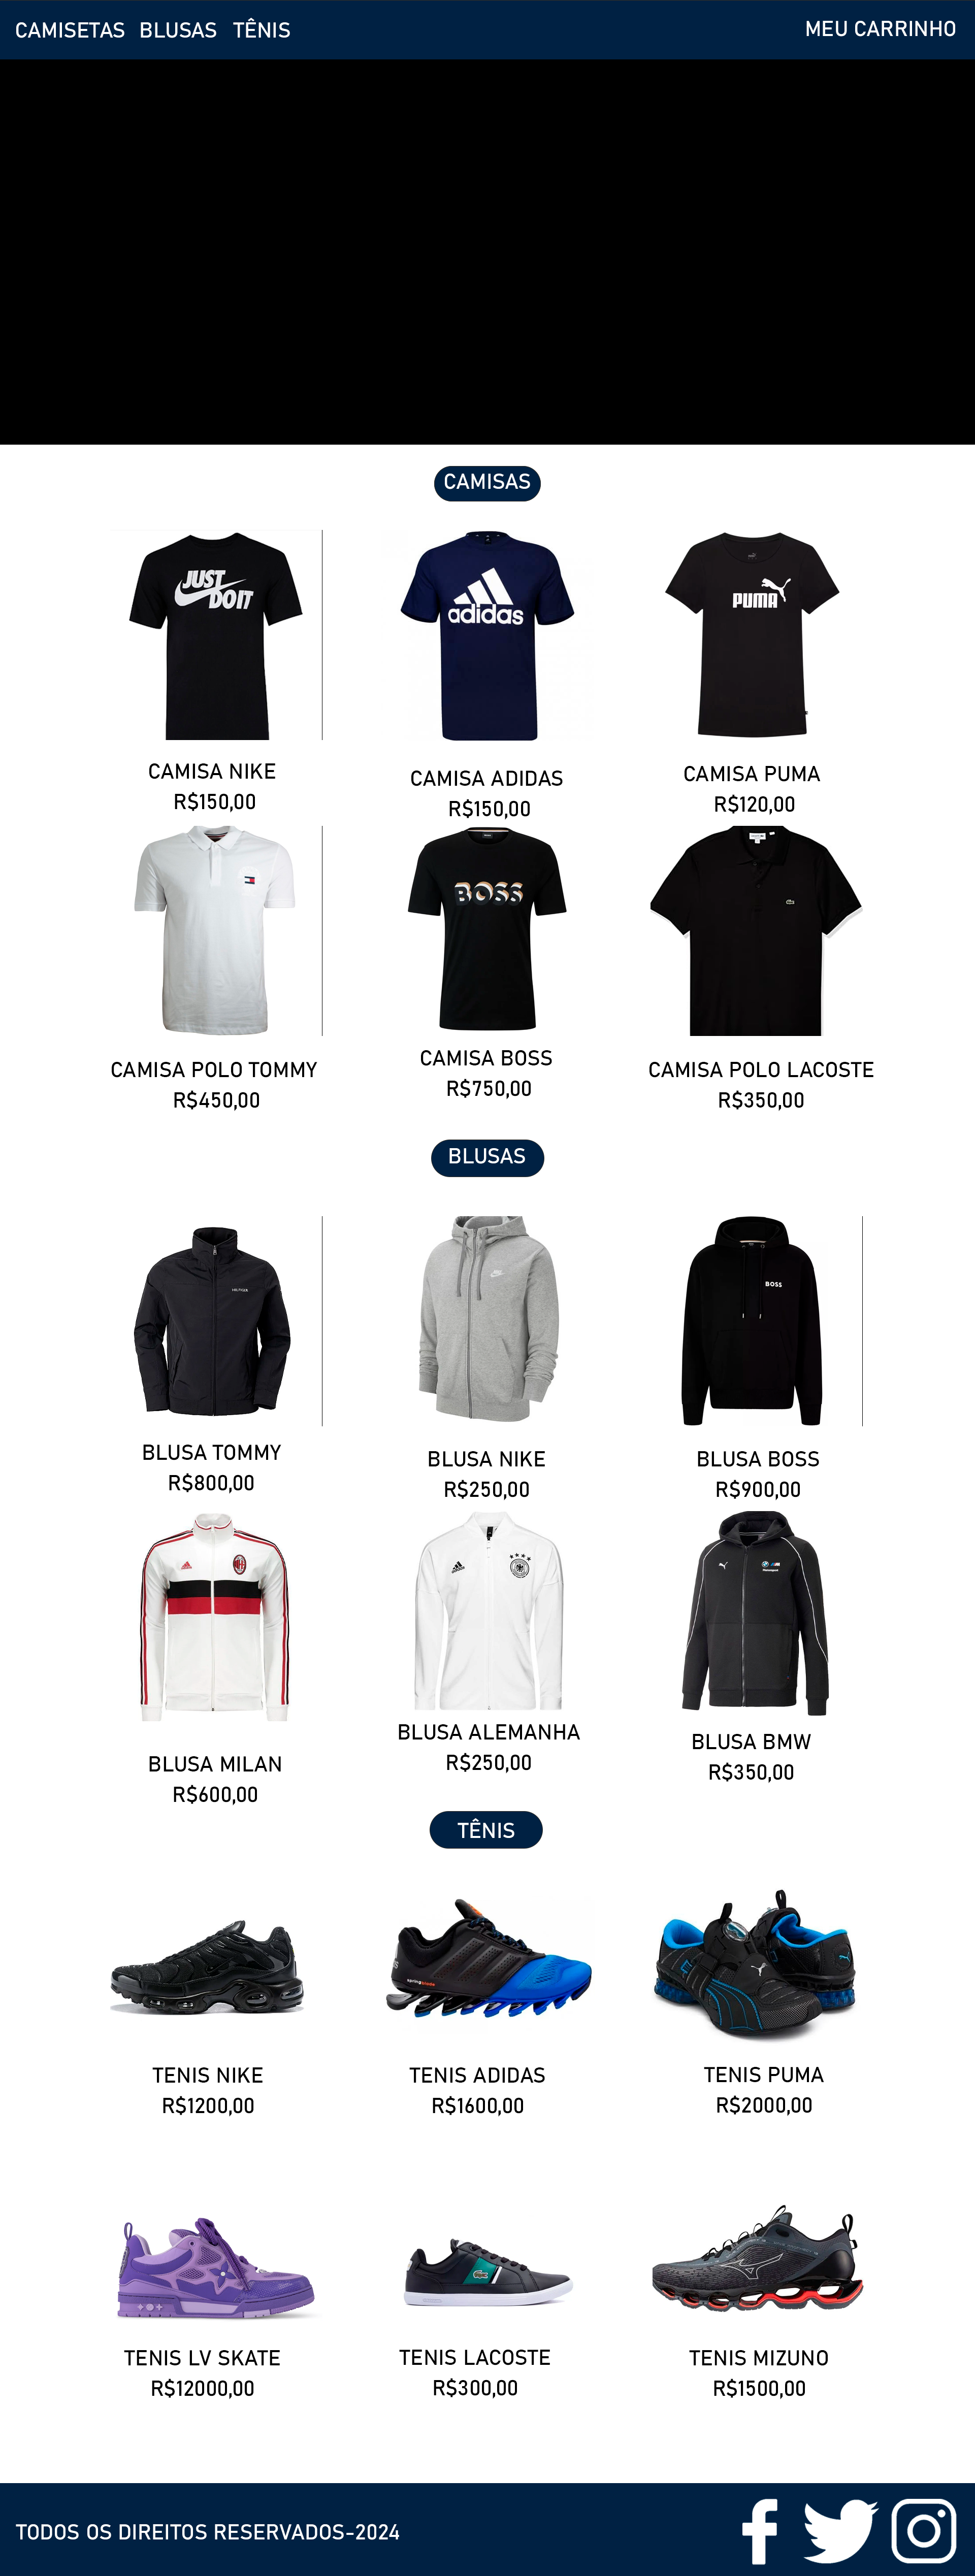 CAMISETAS BLUSAS TÊNIS MEU CARRINHO
CAMISAS
JUST
DO IT
adidas
PUMA
CAMISA NIKE
R$150,00
CAMISA ADIDAS
R$150,00
CAMISA PUMA
R$120,00
BOSS
CAMISA POLO TOMMY
R$450,00
CAMISA BOSS
R$750,00
CAMISA POLO LACOSTE
R$350,00
BLUSAS
HILFIGER
BOSS
BLUSA TOMMY
R$800,00
BLUSA NIKE
R$250,00
BLUSA BOSS
R$900,00
BLUSA MILAN
R$600,00
BLUSA ALEMANHA
R$250,00
BLUSA BMW
R$350,00
TÊNIS
springblade
TENIS NIKE
R$1200,00
TENIS ADIDAS
R$1600,00
TENIS PUMA
R$2000,00
TENIS LV SKATE
R$12000,00
TENIS LACOSTE
R$300,00
TENIS MIZUNO
R$1500,00
TODOS OS DIREITOS RESERVADOS-2024